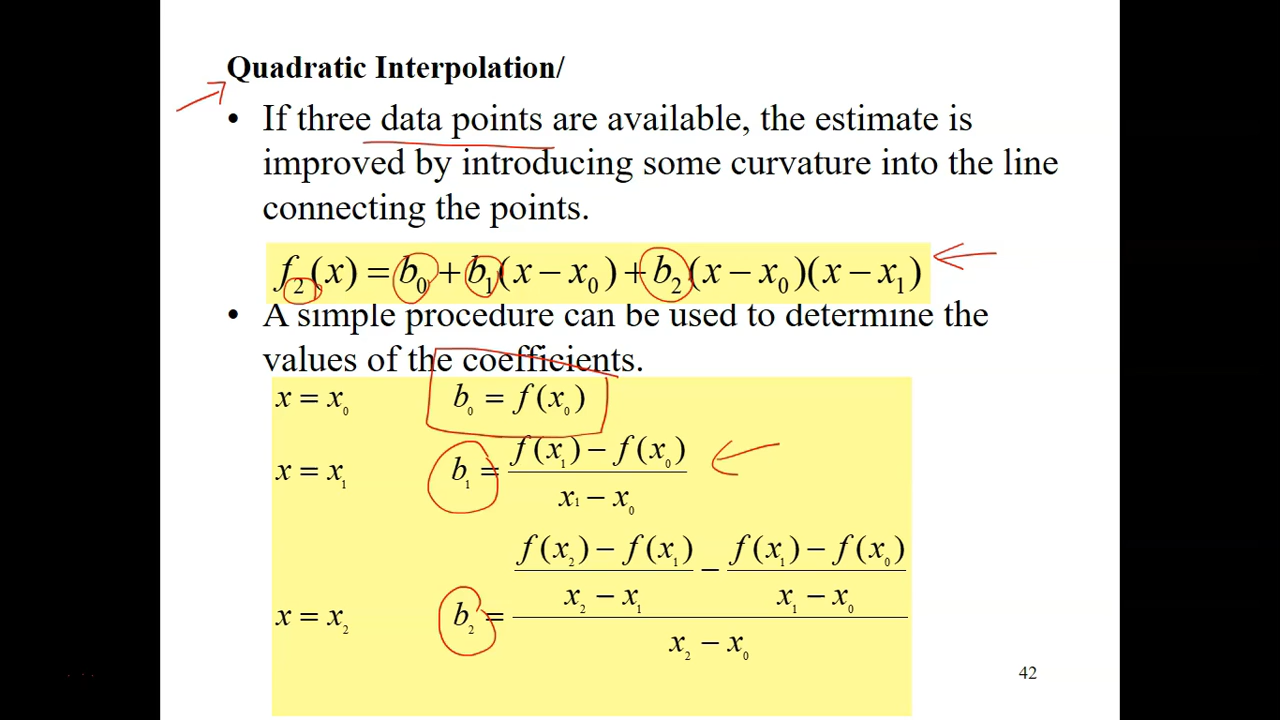 Quadratic Interpolation/
• If three data points are available, the estimate is
improved by introducing some curvature into the line
connecting the points.
f₂(x) = b₀ + b₁(x − x₀) + b₂(x − x₀)(x − x₁)
• A simple procedure can be used to determine the
values of the coefficients.
x = x₀ b₀ = f(x₀)
x = x₁ b₁ = (f(x₁) − f(x₀)) / (x₁ − x₀)
x = x₂ b₂ = ((f(x₂) − f(x₁)) / (x₂ − x₁) − (f(x₁) − f(x₀)) / (x₁ − x₀)) / (x₂ − x₀)
42